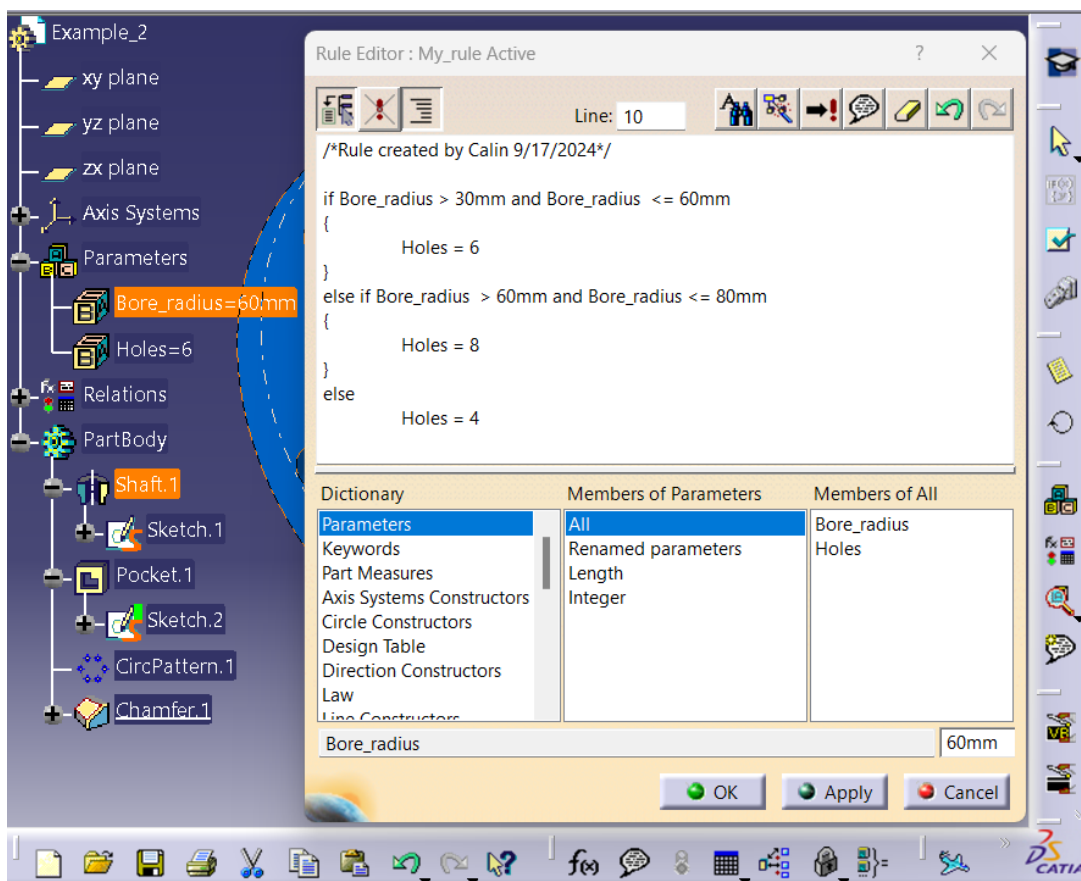 Example_2
xy plane
yz plane
zx plane
Axis Systems
Parameters
Bore_radius=60mm
Holes=6
Relations
PartBody
Shaft.1
Sketch.1
Pocket.1
Sketch.2
CircPattern.1
Chamfer.1
Rule Editor : My_rule Active
? ×
Line: 10
/*Rule created by Calin 9/17/2024*/
if Bore_radius > 30mm and Bore_radius <= 60mm
{
Holes = 6
}
else if Bore_radius > 60mm and Bore_radius <= 80mm
{
Holes = 8
}
else
Holes = 4
Dictionary
Parameters
Keywords
Part Measures
Axis Systems Constructors
Circle Constructors
Design Table
Direction Constructors
Law
Line Constructors
Members of Parameters
All
Renamed parameters
Length
Integer
Members of All
Bore_radius
Holes
Bore_radius
60mm
OK
Apply
Cancel
f(x)
DS
CATIA